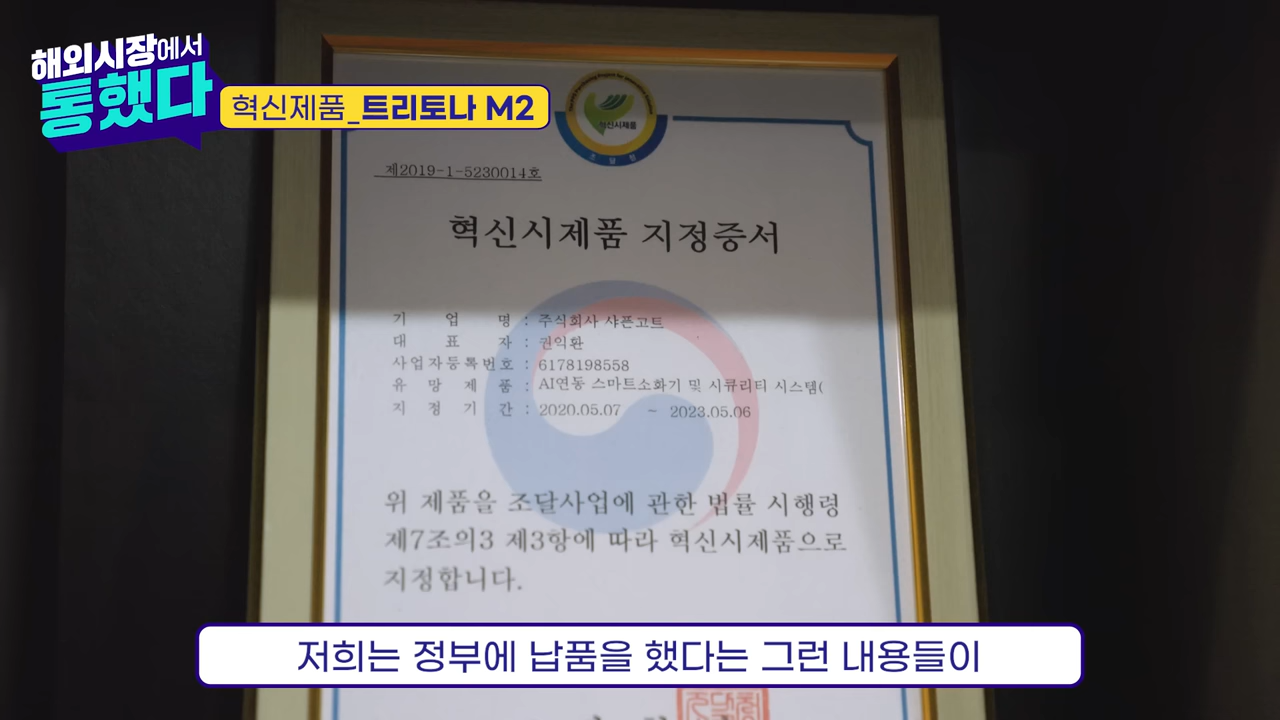 해외시장에서
통했다
혁신제품_트리토나 M2
혁신시제품
조달청
제2019-1-5230014호
혁신시제품 지정증서
기 업 명 : 주식회사 샤픈고트
대 표 자 : 권익환
사업자등록번호 : 6178198558
유 망 제 품 : AI연동 스마트소화기 및 시큐리티 시스템(
지 정 기 간 : 2020.05.07 ~ 2023.05.06
위 제품을 조달사업에 관한 법률 시행령
제7조의3 제3항에 따라 혁신시제품으로
지정합니다.
저희는 정부에 납품을 했다는 그런 내용들이